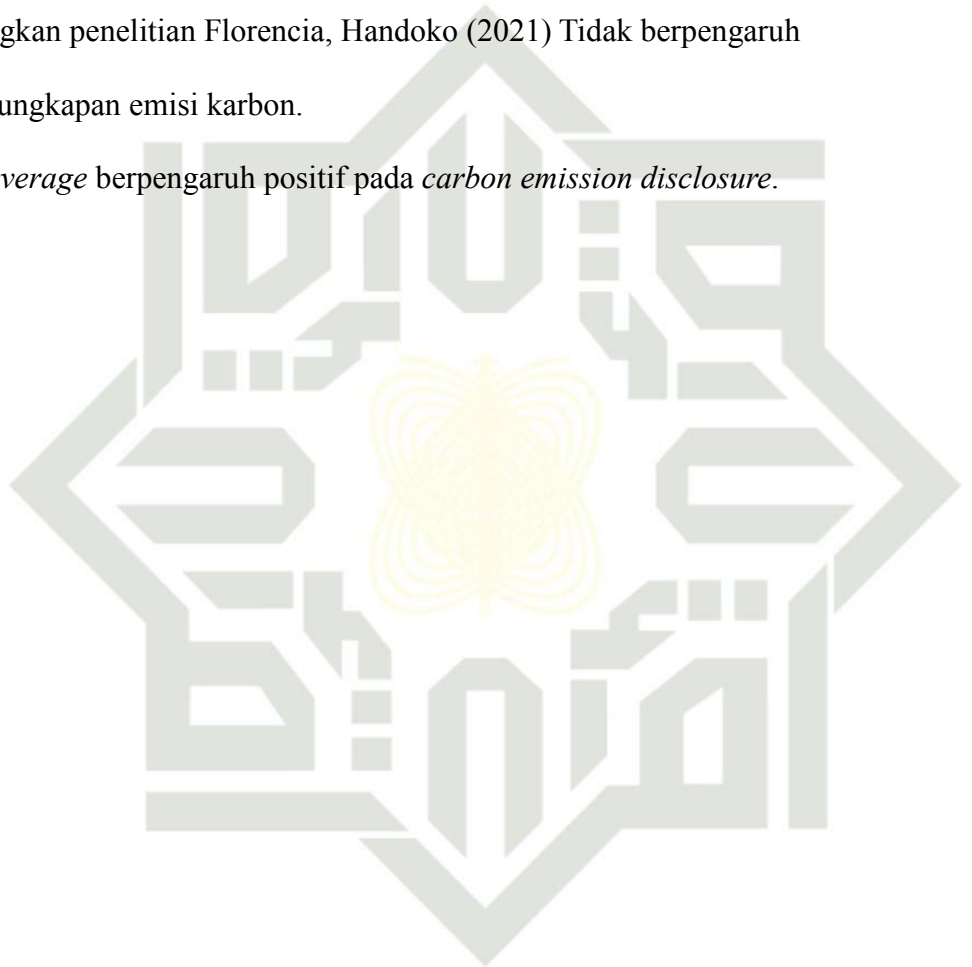 gkan penelitian Florencia, Handoko (2021) Tidak berpengaruh
ungkapan emisi karbon.
verage berpengaruh positif pada carbon emission disclosure.